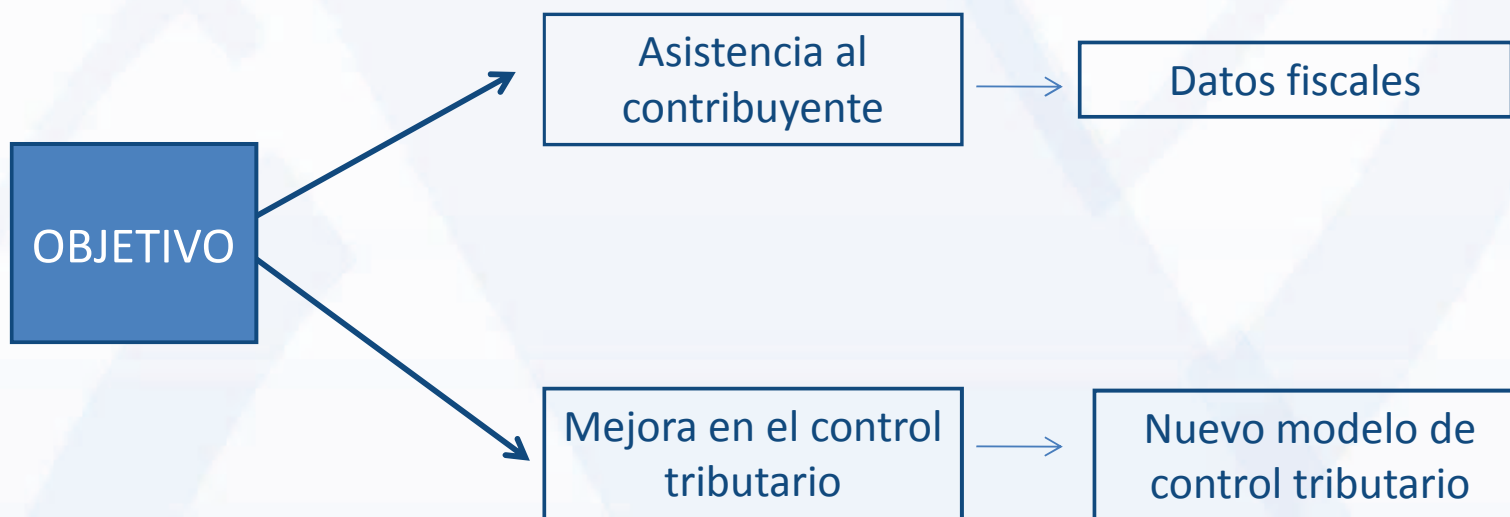 Asistencia al
contribuyente
Datos fiscales
OBJETIVO
Mejora en el control
tributario
Nuevo modelo de
control tributario